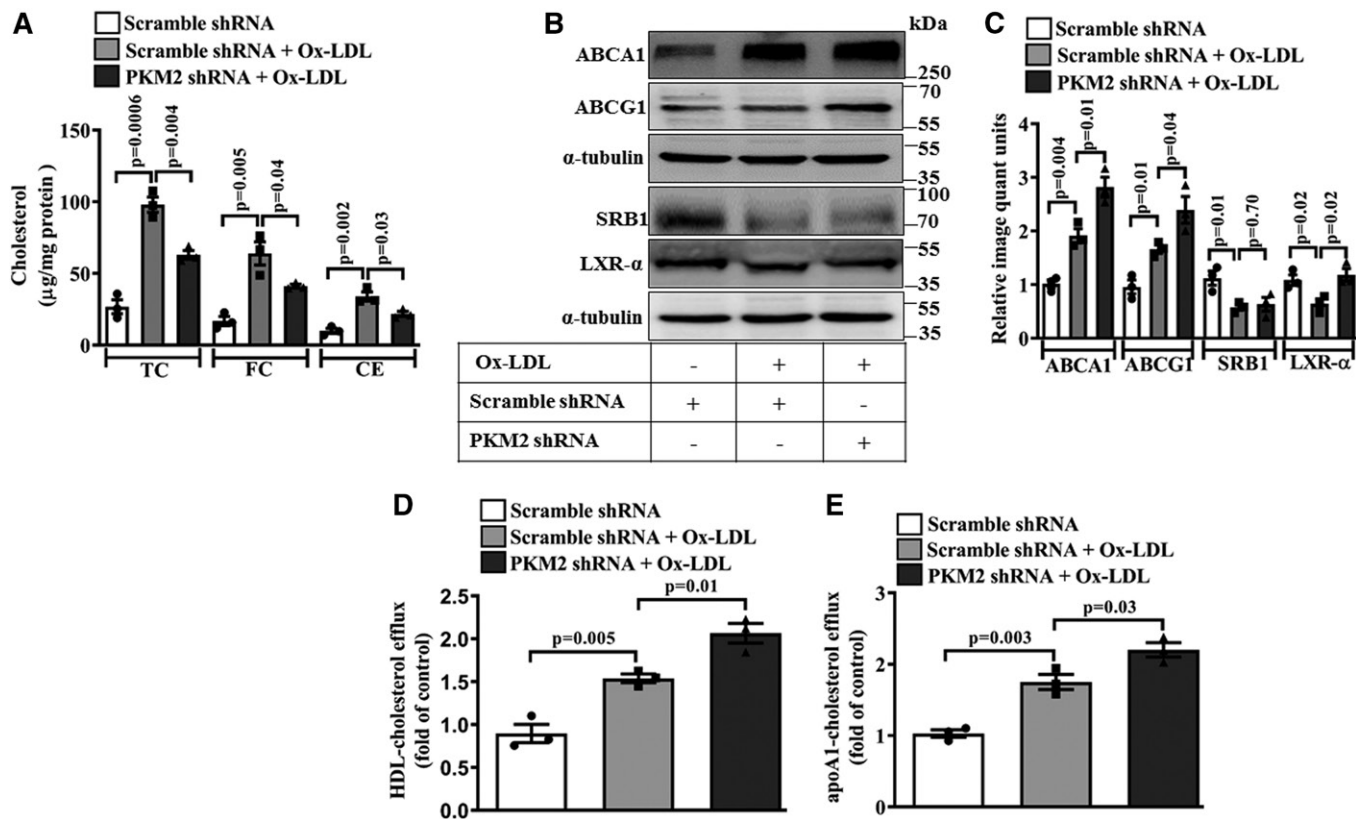 A
Scramble shRNA
Scramble shRNA + Ox-LDL
PKM2 shRNA + Ox-LDL
Cholesterol
(µg/mg protein)
150
100
50
0
p=0.0006
p=0.004
p=0.005
p=0.04
p=0.002
p=0.03
TC
FC
CE
B
kDa
ABCA1
250
ABCG1
70
55
α-tubulin
55
35
SRB1
100
70
LXR-α
55
35
α-tubulin
55
35
Ox-LDL - + +
Scramble shRNA + + -
PKM2 shRNA - - +
C
Scramble shRNA
Scramble shRNA + Ox-LDL
PKM2 shRNA + Ox-LDL
Relative image quant units
4
3
2
1
0
p=0.004
p=0.01
p=0.01
p=0.04
p=0.01
p=0.70
p=0.02
p=0.02
ABCA1
ABCG1
SRB1
LXR-α
D
Scramble shRNA
Scramble shRNA + Ox-LDL
PKM2 shRNA + Ox-LDL
HDL-cholesterol efflux
(fold of control)
2.5
2.0
1.5
1.0
0.5
0.0
p=0.005
p=0.01
E
Scramble shRNA
Scramble shRNA + Ox-LDL
PKM2 shRNA + Ox-LDL
apoA1-cholesterol efflux
(fold of control)
3
2
1
0
p=0.003
p=0.03